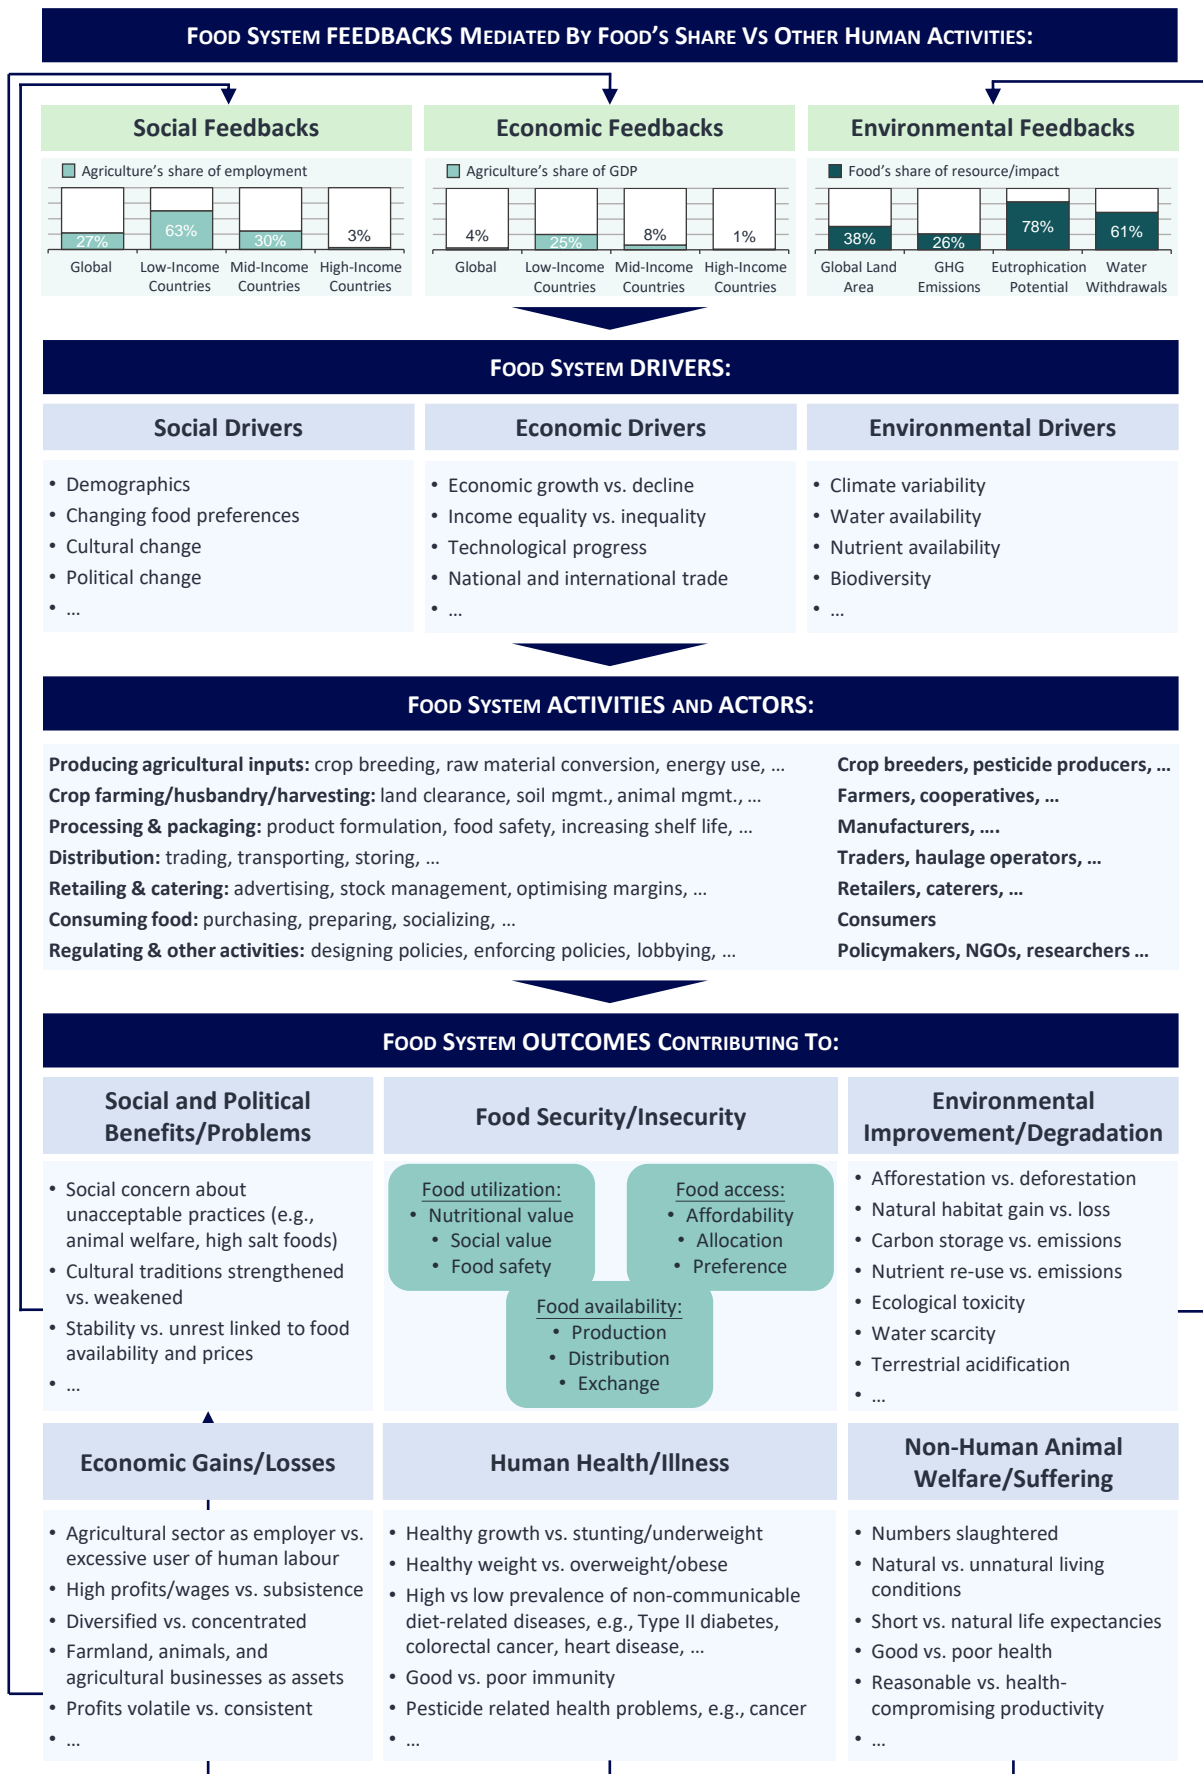 FOOD SYSTEM FEEDBACKS MEDIATED BY FOOD'S SHARE VS OTHER HUMAN ACTIVITIES:
Social Feedbacks
Agriculture's share of employment
27%
63%
30%
3%
Global
Low-Income
Countries
Mid-Income
Countries
High-Income
Countries
Economic Feedbacks
Agriculture's share of GDP
4%
25%
8%
1%
Global
Low-Income
Countries
Mid-Income
Countries
High-Income
Countries
Environmental Feedbacks
Food's share of resource/impact
38%
26%
78%
61%
Global Land
Area
GHG
Emissions
Eutrophication
Potential
Water
Withdrawals
FOOD SYSTEM DRIVERS:
Social Drivers
• Demographics
• Changing food preferences
• Cultural change
• Political change
• ...
Economic Drivers
• Economic growth vs. decline
• Income equality vs. inequality
• Technological progress
• National and international trade
• ...
Environmental Drivers
• Climate variability
• Water availability
• Nutrient availability
• Biodiversity
• ...
FOOD SYSTEM ACTIVITIES AND ACTORS:
Producing agricultural inputs: crop breeding, raw material conversion, energy use, ... Crop breeders, pesticide producers, ...
Crop farming/husbandry/harvesting: land clearance, soil mgmt., animal mgmt., ... Farmers, cooperatives, ...
Processing & packaging: product formulation, food safety, increasing shelf life, ... Manufacturers, ....
Distribution: trading, transporting, storing, ... Traders, haulage operators, ...
Retailing & catering: advertising, stock management, optimising margins, ... Retailers, caterers, ...
Consuming food: purchasing, preparing, socializing, ... Consumers
Regulating & other activities: designing policies, enforcing policies, lobbying, ... Policymakers, NGOs, researchers ...
FOOD SYSTEM OUTCOMES CONTRIBUTING TO:
Social and Political
Benefits/Problems
• Social concern about
unacceptable practices (e.g.,
animal welfare, high salt foods)
• Cultural traditions strengthened
vs. weakened
• Stability vs. unrest linked to food
availability and prices
• ...
Food Security/Insecurity
Food utilization:
• Nutritional value
• Social value
• Food safety
Food access:
• Affordability
• Allocation
• Preference
Food availability:
• Production
• Distribution
• Exchange
Environmental
Improvement/Degradation
• Afforestation vs. deforestation
• Natural habitat gain vs. loss
• Carbon storage vs. emissions
• Nutrient re-use vs. emissions
• Ecological toxicity
• Water scarcity
• Terrestrial acidification
• ...
Economic Gains/Losses
• Agricultural sector as employer vs.
excessive user of human labour
• High profits/wages vs. subsistence
• Diversified vs. concentrated
• Farmland, animals, and
agricultural businesses as assets
• Profits volatile vs. consistent
• ...
Human Health/Illness
• Healthy growth vs. stunting/underweight
• Healthy weight vs. overweight/obese
• High vs low prevalence of non-communicable
diet-related diseases, e.g., Type II diabetes,
colorectal cancer, heart disease, ...
• Good vs. poor immunity
• Pesticide related health problems, e.g., cancer
• ...
Non-Human Animal
Welfare/Suffering
• Numbers slaughtered
• Natural vs. unnatural living
conditions
• Short vs. natural life expectancies
• Good vs. poor health
• Reasonable vs. health-
compromising productivity
• ...